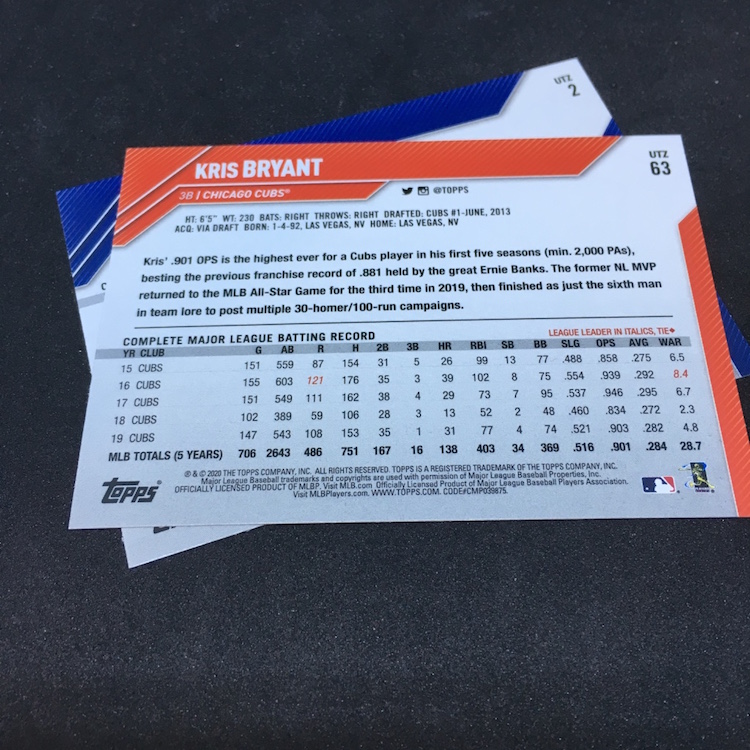 UTZ
2
KRIS BRYANT
UTZ
63
3B | CHICAGO CUBS®
@TOPPS
HT: 6'5" WT: 230 BATS: RIGHT THROWS: RIGHT DRAFTED: CUBS #1-JUNE, 2013
ACQ: VIA DRAFT BORN: 1-4-92, LAS VEGAS, NV HOME: LAS VEGAS, NV
Kris' .901 OPS is the highest ever for a Cubs player in his first five seasons (min. 2,000 PAs),
besting the previous franchise record of .881 held by the great Ernie Banks. The former NL MVP
returned to the MLB All-Star Game for the third time in 2019, then finished as just the sixth man
in team lore to post multiple 30-homer/100-run campaigns.
COMPLETE MAJOR LEAGUE BATTING RECORD LEAGUE LEADER IN ITALICS, TIE♦
YR CLUB G AB R H 2B 3B HR RBI SB BB SLG OPS AVG WAR
15 CUBS 151 559 87 154 31 5 26 99 13 77 .488 .858 .275 6.5
16 CUBS 155 603 121 176 35 3 39 102 8 75 .554 .939 .292 8.4
17 CUBS 151 549 111 162 38 4 29 73 7 95 .537 .946 .295 6.7
18 CUBS 102 389 59 106 28 3 13 52 2 48 .460 .834 .272 2.3
19 CUBS 147 543 108 153 35 1 31 77 4 74 .521 .903 .282 4.8
MLB TOTALS (5 YEARS) 706 2643 486 751 167 16 138 403 34 369 .516 .901 .284 28.7
® & © 2020 THE TOPPS COMPANY, INC. ALL RIGHTS RESERVED. TOPPS IS A REGISTERED TRADEMARK OF THE TOPPS COMPANY, INC.
Major League Baseball trademarks and copyrights are used with permission of Major League Baseball Properties, Inc.
OFFICIALLY LICENSED PRODUCT OF MLBP. Visit MLB.com Officially Licensed Product of Major League Baseball Players Association.
Visit MLBPlayers.com. WWW.TOPPS.COM. CODE#CMP039875.
Topps®